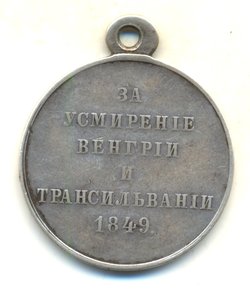 ЗА
УСМИРЕНІЕ
ВЕНГРІИ
И
ТРАНСИЛЬВАНІИ
1849.